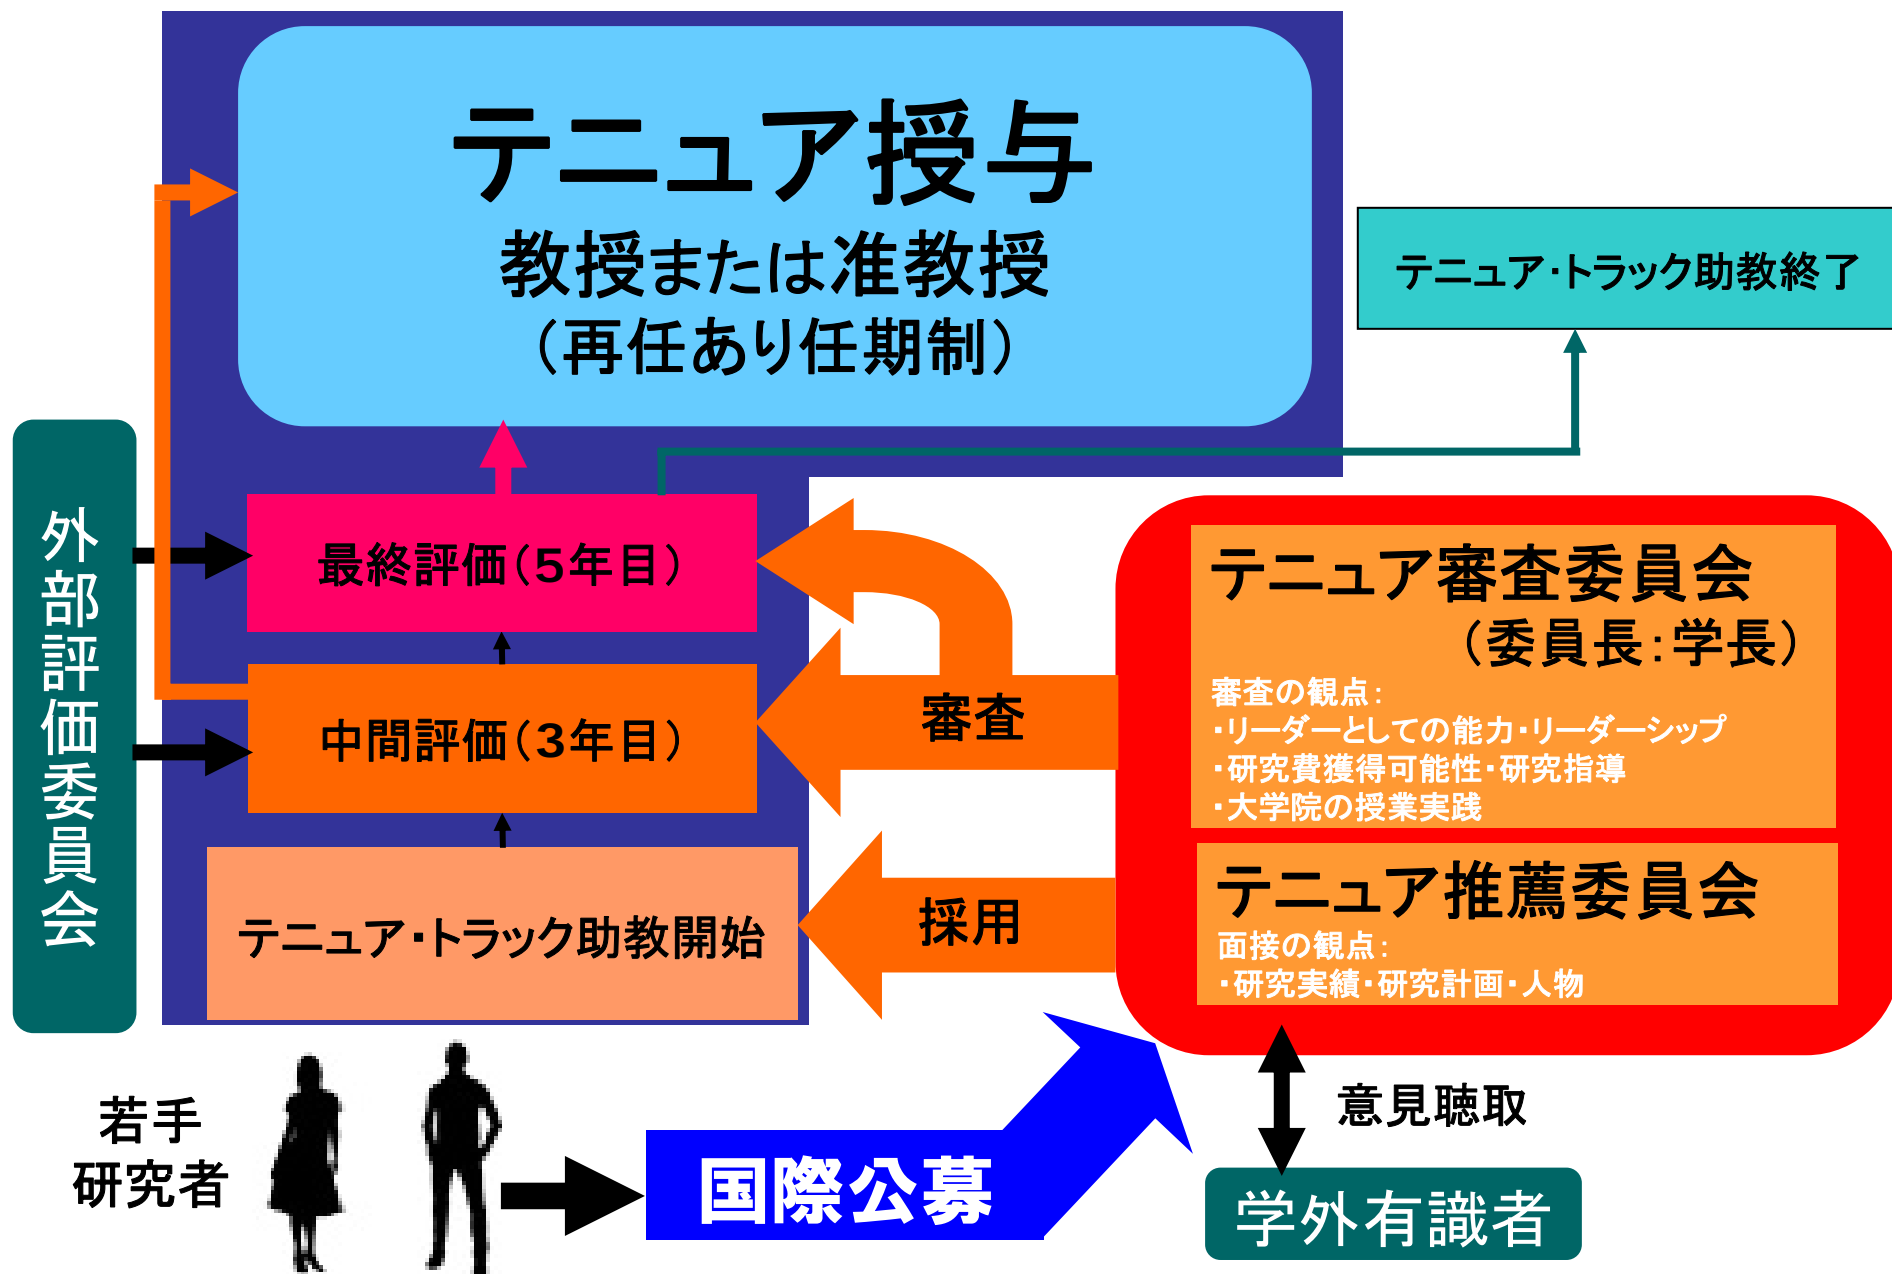 テニュア授与
教授または准教授
（再任あり任期制）
テニュア・トラック助教終了
外部評価委員会
最終評価（５年目）
中間評価（３年目）
テニュア・トラック助教開始
審査
採用
テニュア審査委員会
（委員長：学長）
審査の観点：
・リーダーとしての能力・リーダーシップ
・研究費獲得可能性・研究指導
・大学院の授業実践
テニュア推薦委員会
面接の観点：
・研究実績・研究計画・人物
若手
研究者
国際公募
意見聴取
学外有識者